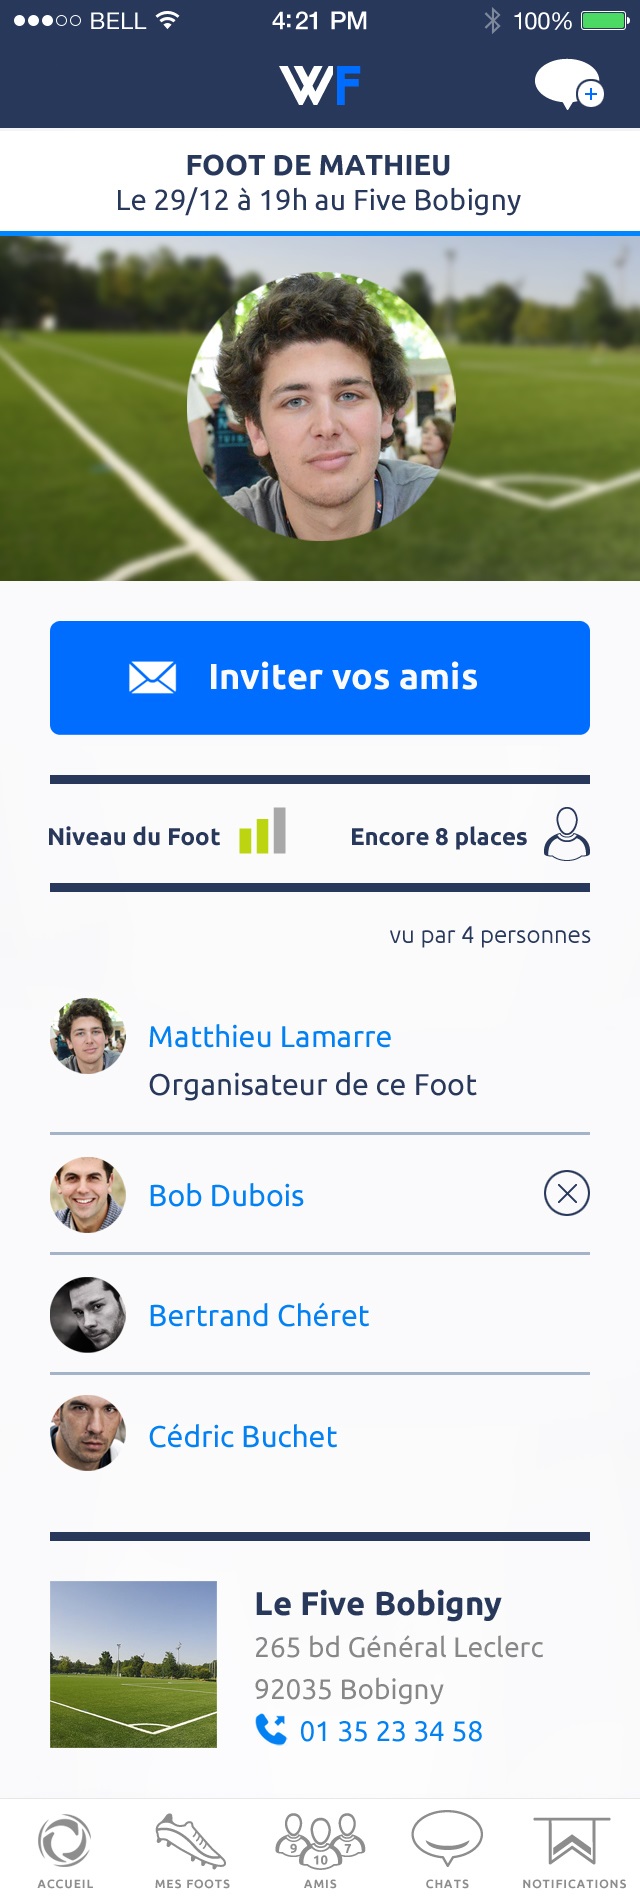 BELL 4:21 PM 100%
WF
FOOT DE MATHIEU
Le 29/12 à 19h au Five Bobigny
Inviter vos amis
Niveau du Foot Encore 8 places
vu par 4 personnes
Matthieu Lamarre
Organisateur de ce Foot
Bob Dubois
Bertrand Chéret
Cédric Buchet
Le Five Bobigny
265 bd Général Leclerc
92035 Bobigny
01 35 23 34 58
9 10 7
ACCUEIL MES FOOTS AMIS CHATS NOTIFICATIONS